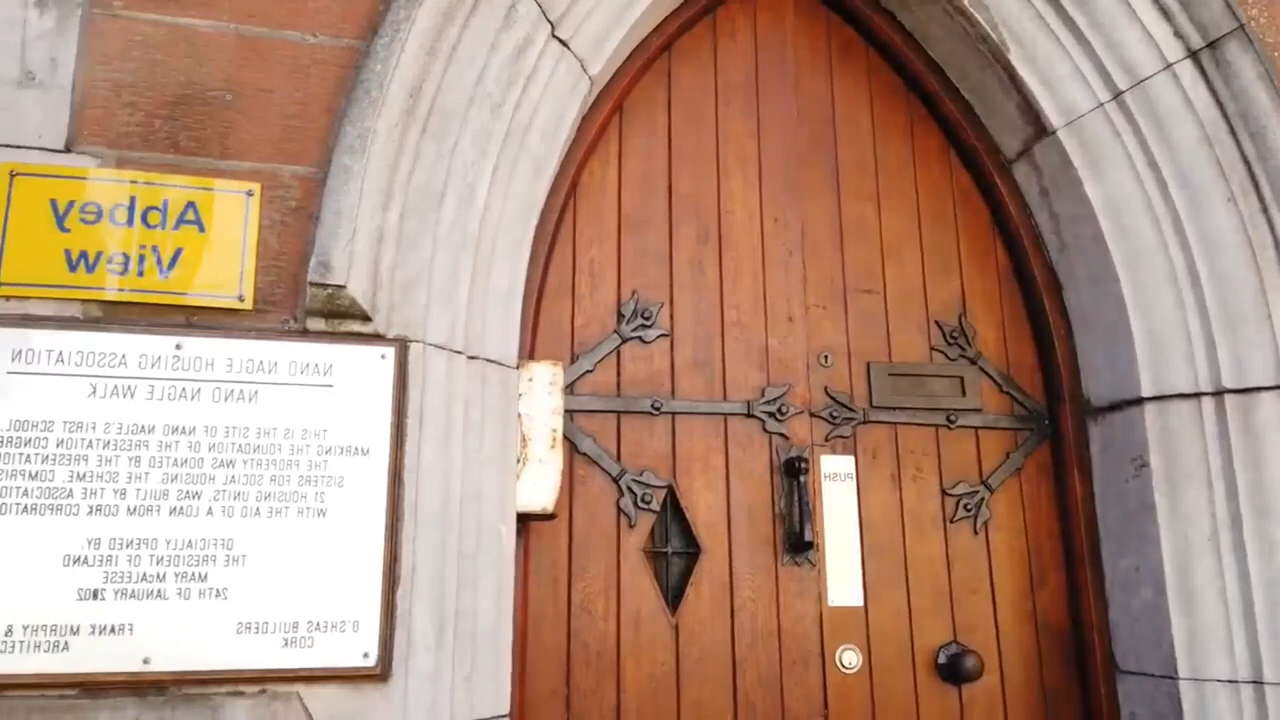 Abbey
View
NANO NAGLE HOUSING ASSOCIATION
NANO NAGLE WALK
THIS IS THE SITE OF NANO NAGLE'S FIRST SCHOOL.
MARKING THE FOUNDATION OF THE PRESENTATION
THE PROPERTY WAS DONATED BY THE
SISTERS FOR SOCIAL HOUSING. THE SCHEME,
21 HOUSING UNITS, WAS BUILT BY THE
WITH THE AID OF A LOAN FROM CORK
OFFICIALLY OPENED BY:
THE PRESIDENT OF IRELAND
MARY McALEESE
24TH OF JANUARY 2002
O'SHEAS BUILDERS FRANK MURPHY &
CORK
PUSH